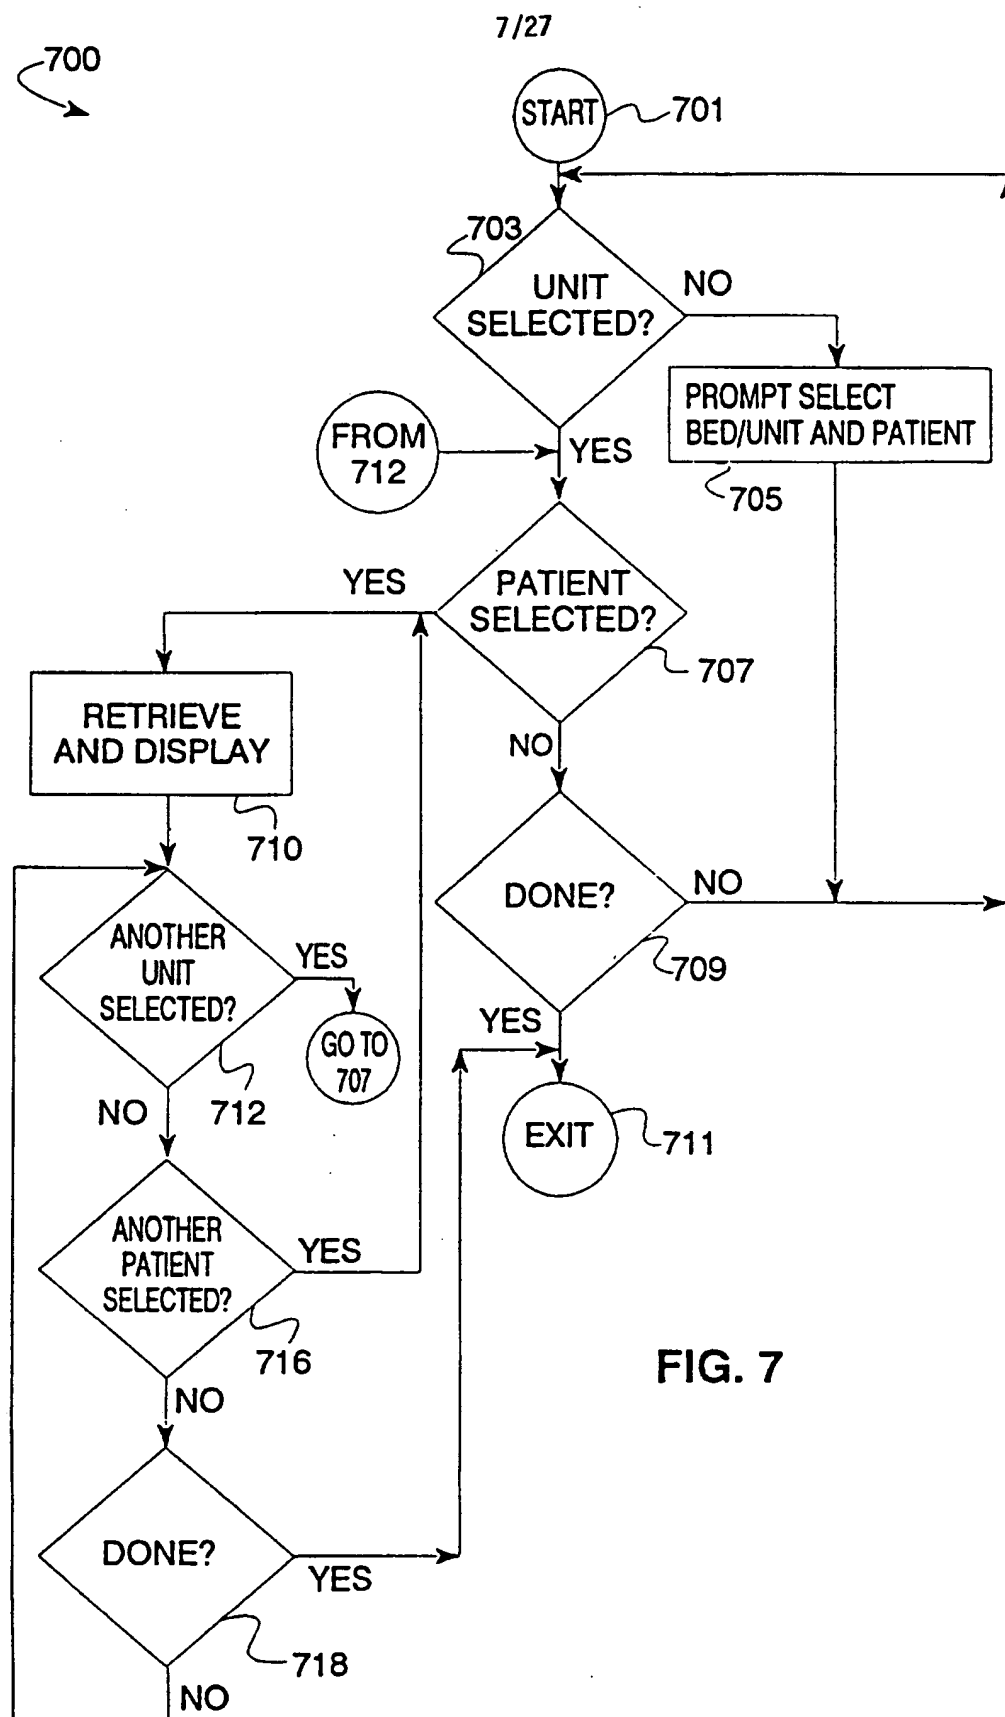 7/27
700
START
701
703
UNIT
SELECTED?
NO
PROMPT SELECT
BED/UNIT AND PATIENT
705
FROM
712
YES
PATIENT
SELECTED?
YES
707
RETRIEVE
AND DISPLAY
710
NO
DONE?
NO
709
ANOTHER
UNIT
SELECTED?
YES
GO TO
707
712
NO
YES
EXIT
711
ANOTHER
PATIENT
SELECTED?
YES
716
NO
FIG. 7
DONE?
YES
718
NO